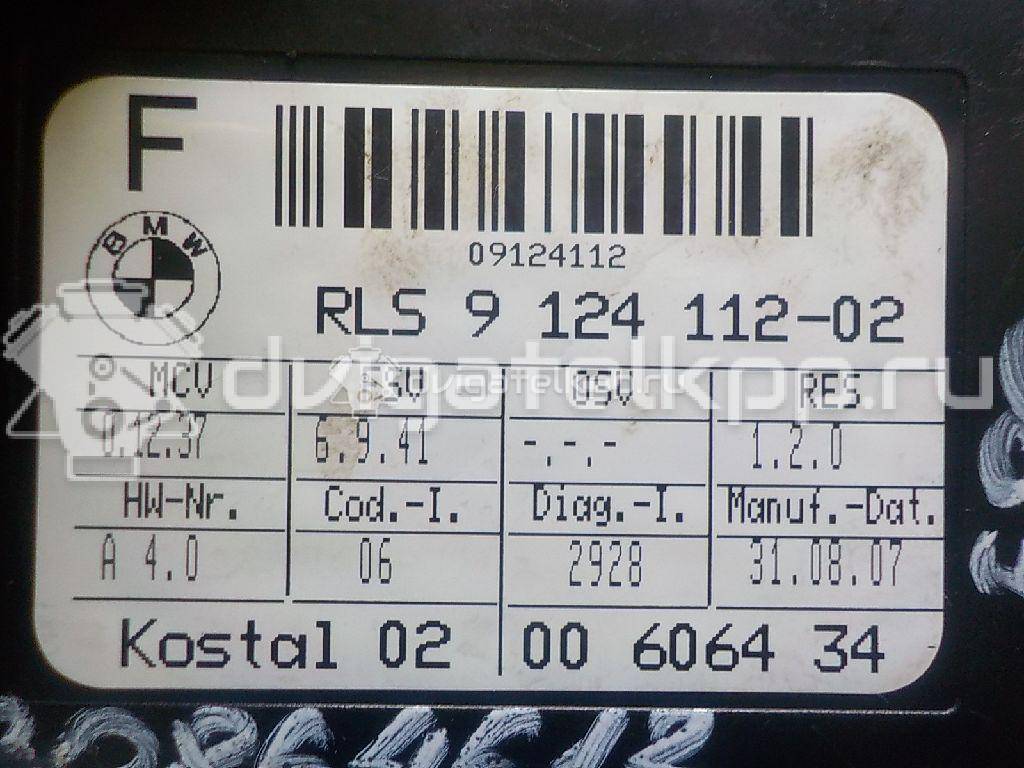 F
BMW
09124112
RLS 9 124 112-02
MCV FSV OSV RES
0.12.37 6.9.41 -.-.- 1.2.0
HW-Nr. Cod.-I. Diag.-I. Manuf.-Dat.
A 4.0 06 2928 31.08.07
Kostal 02 00 6064 34
dvigatelkpp.ru